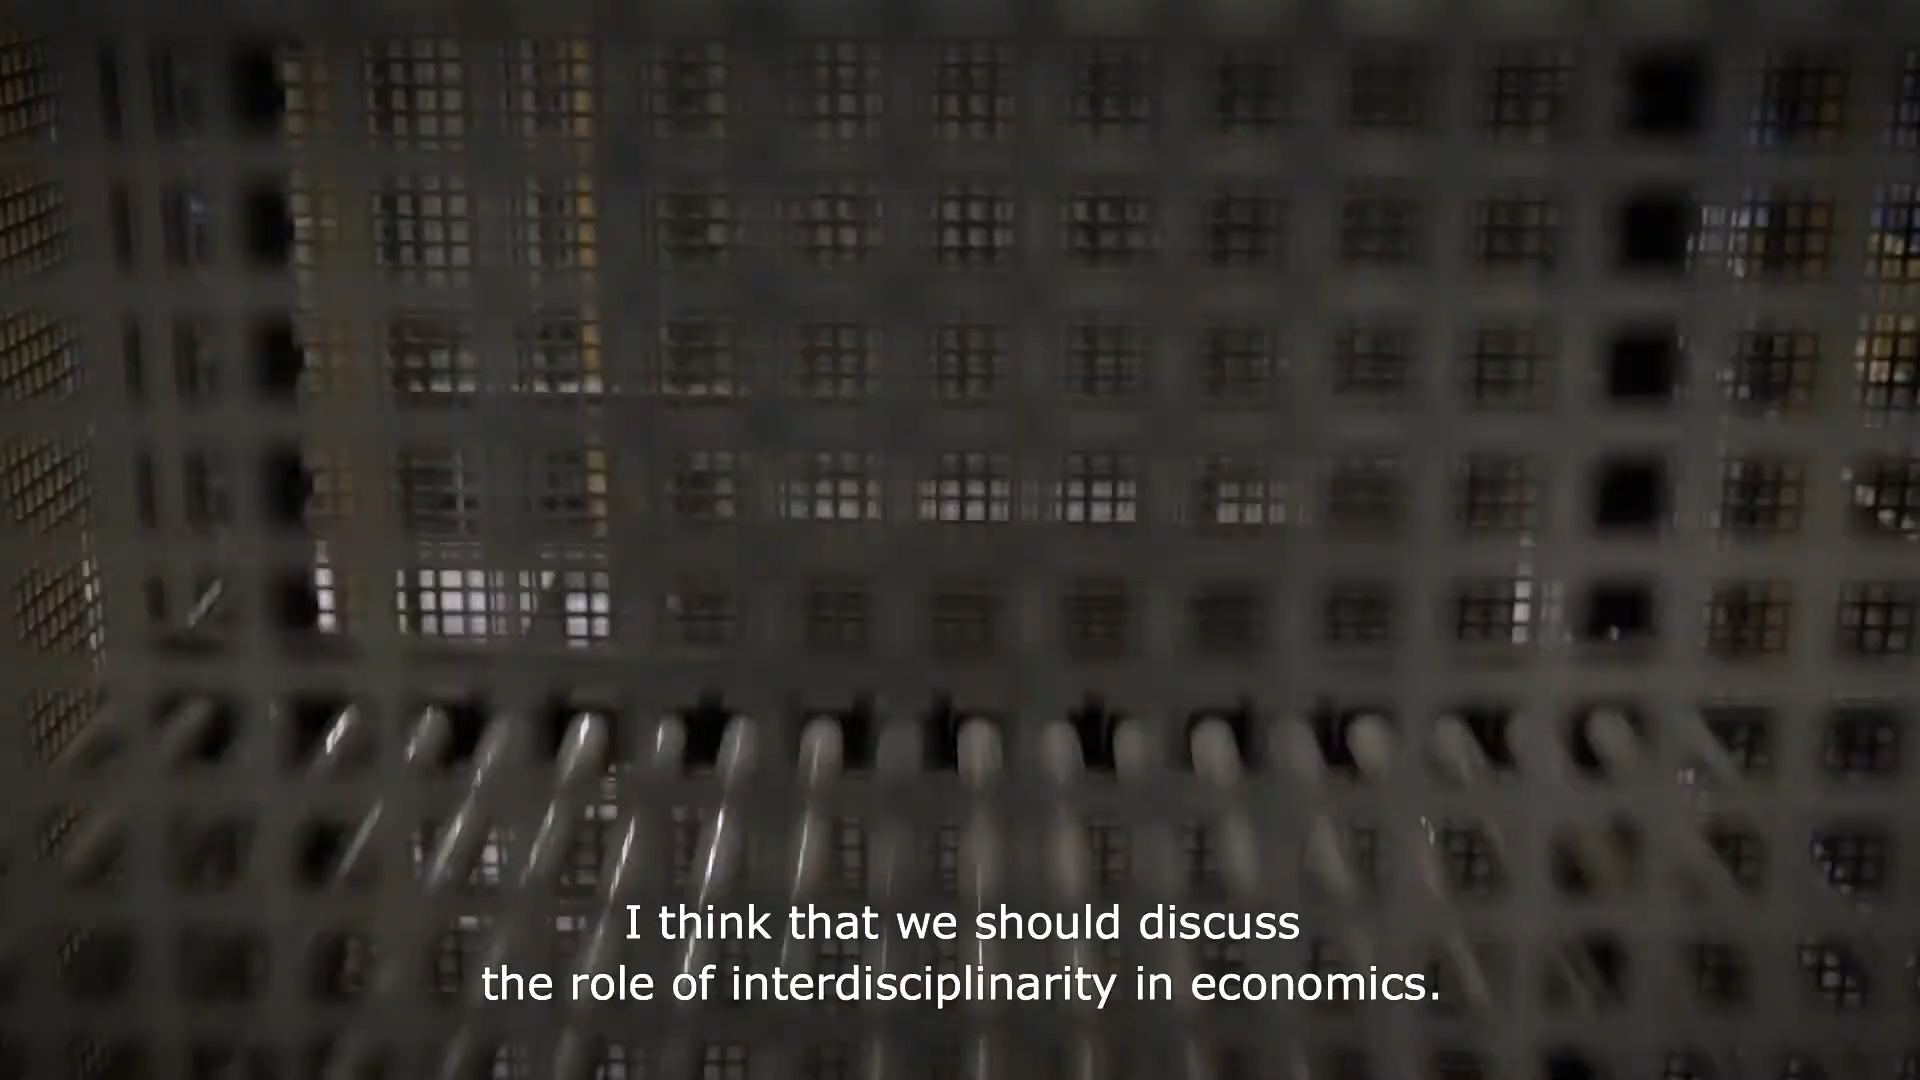 I think that we should discuss
the role of interdisciplinarity in economics.